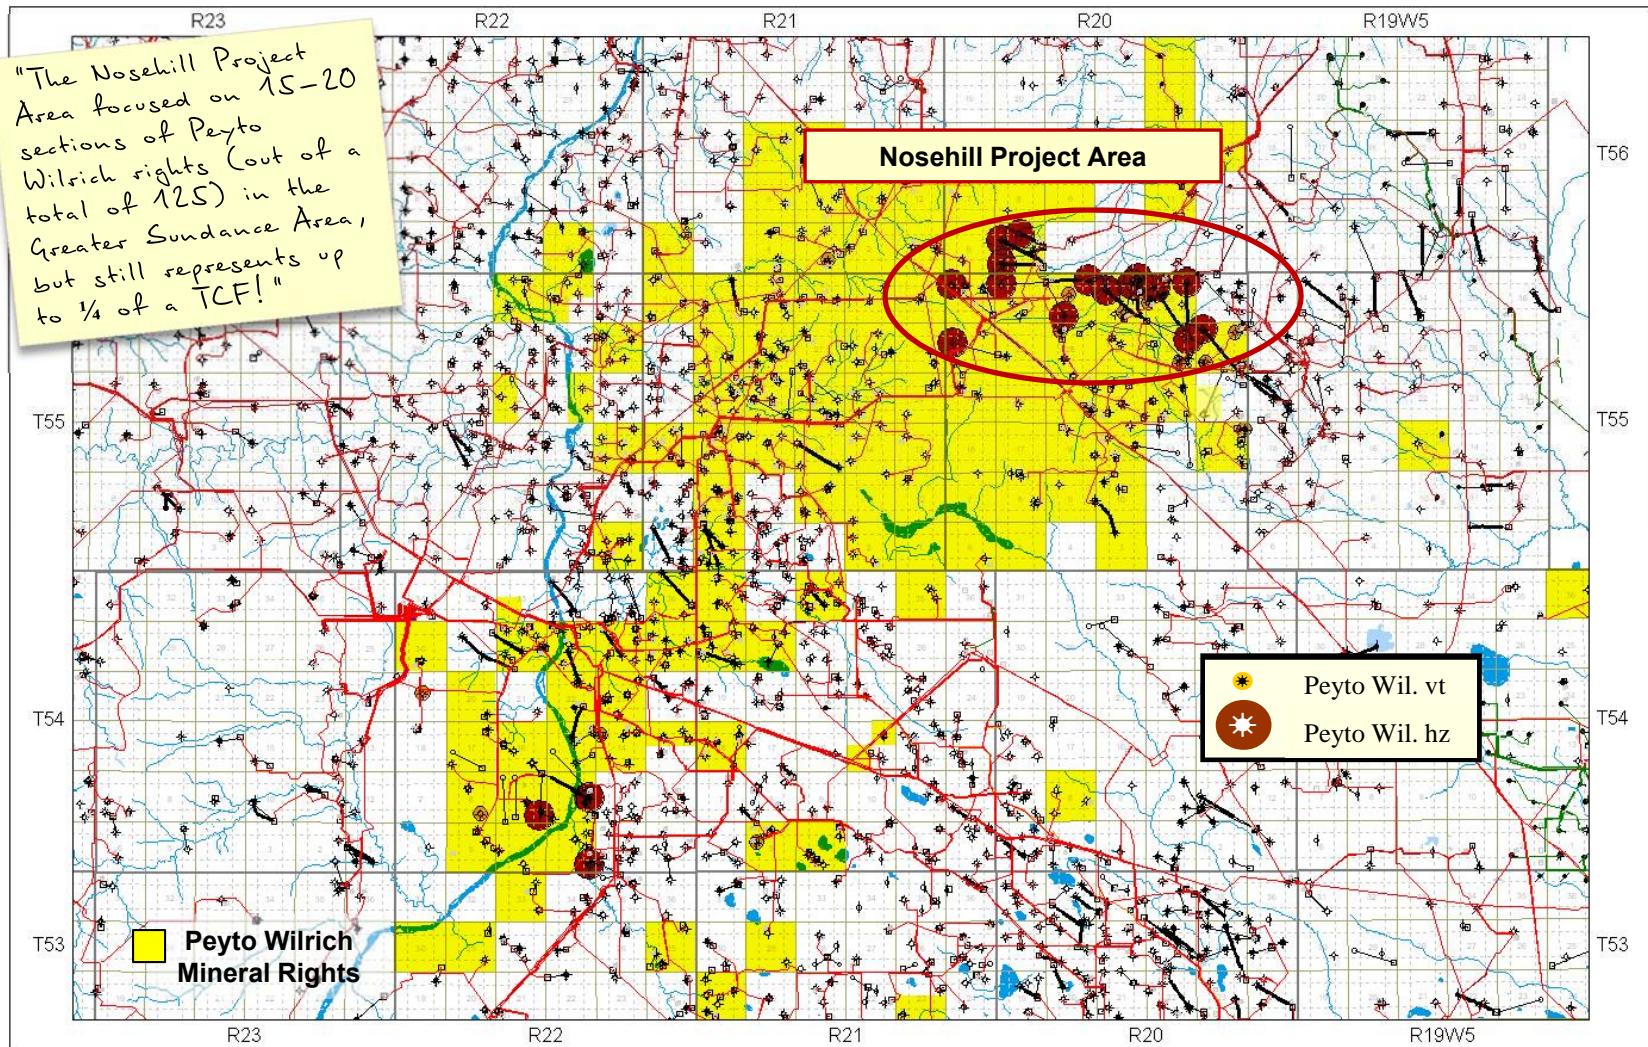 R23 R22 R21 R20 R19W5
"The Nosehill Project
Area focused on 15–20
sections of Peyto
Wilrich rights (out of a
total of 125) in the
Greater Sundance Area,
but still represents up
to 1/4 of a TCF!"
Nosehill Project Area
T56
T55
T55
Peyto Wil. vt
Peyto Wil. hz
T54
T54
Peyto Wilrich
Mineral Rights
T53
T53
R23 R22 R21 R20 R19W5